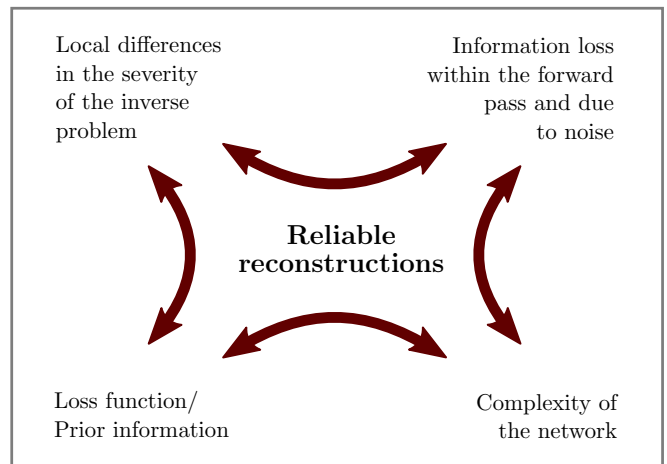 Local differences
in the severity
of the inverse
problem
Information loss
within the forward
pass and due
to noise
Reliable
reconstructions
Loss function/
Prior information
Complexity of
the network